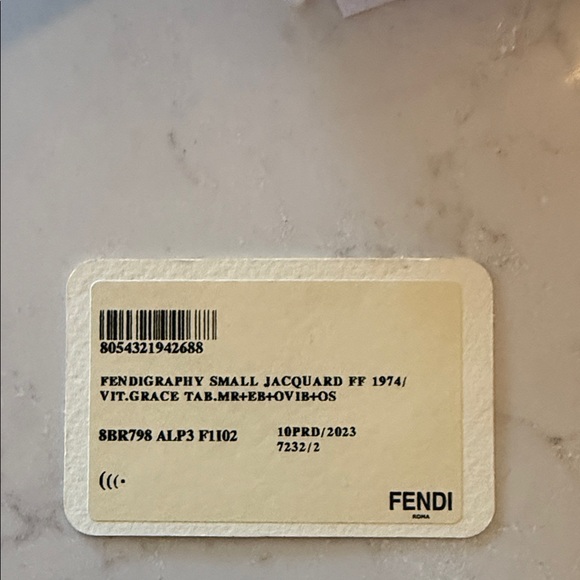 8054321942688
FENDIGRAPHY SMALL JACQUARD FF 1974/
VIT.GRACE TAB.MR+EB+OVIB+OS
8BR798 ALP3 F1I02
10PRD/2023
7232/2
FENDI
ROMA